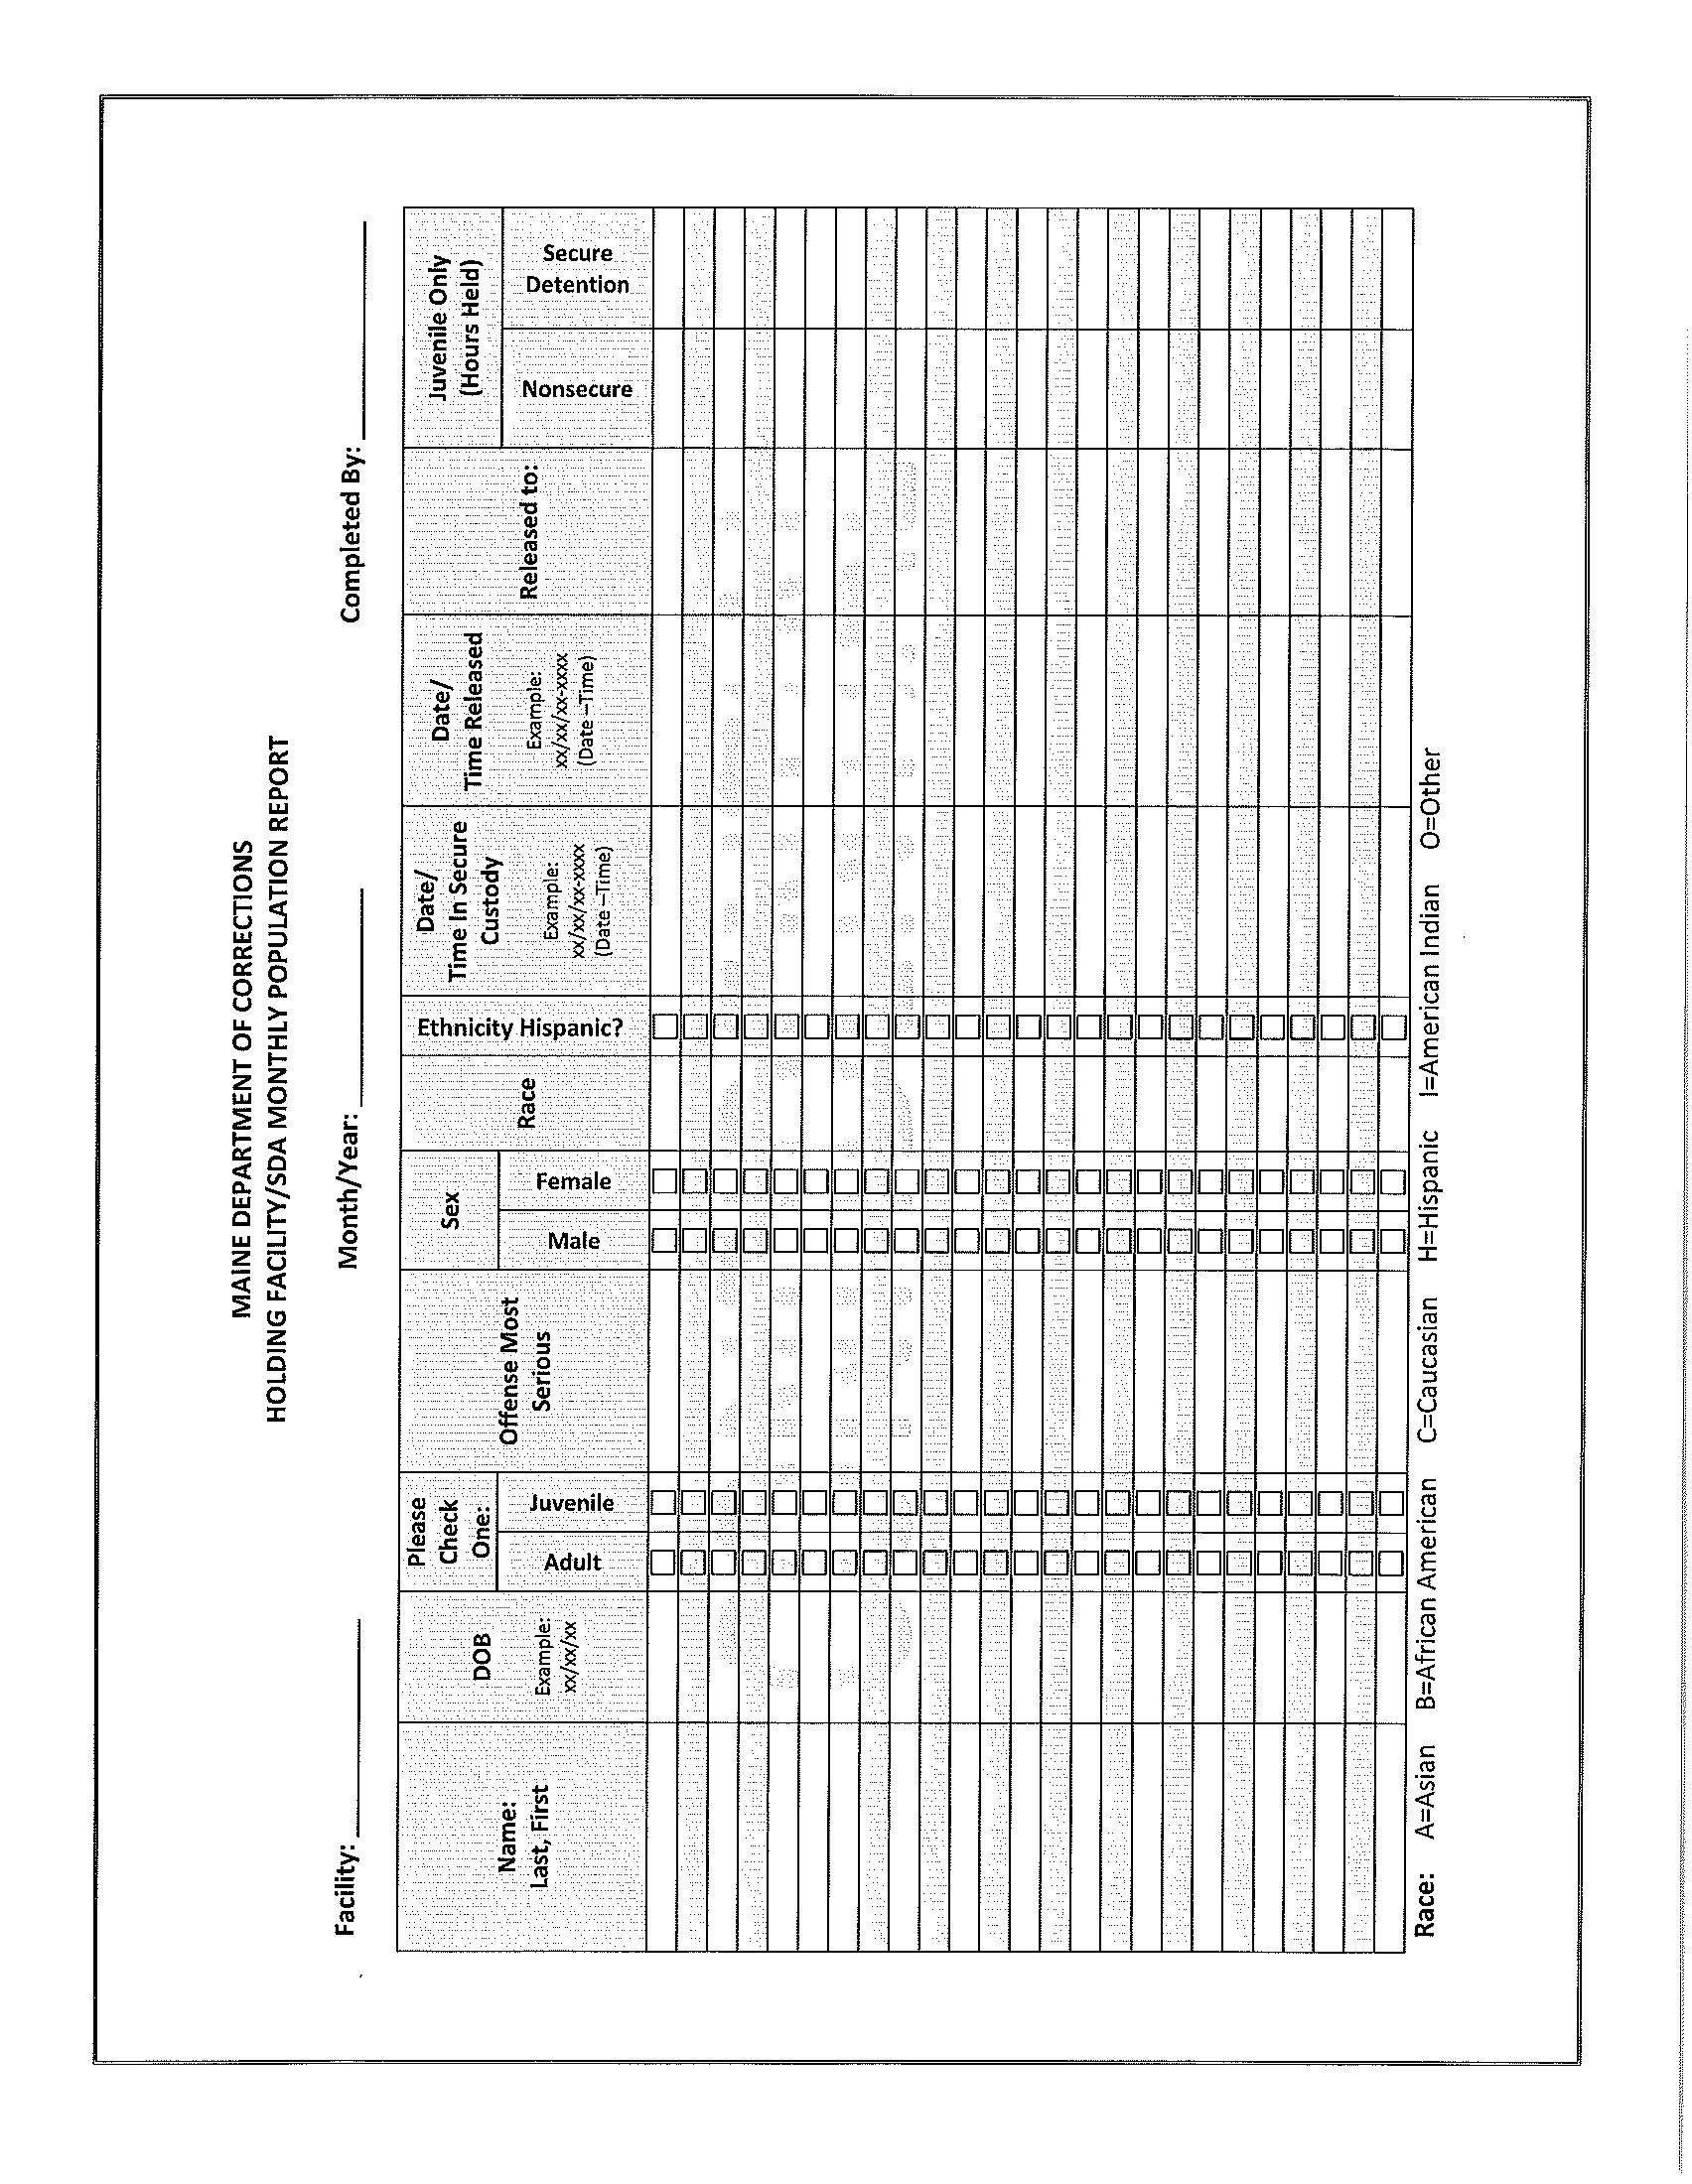 MAINE DEPARTMENT OF CORRECTIONS
HOLDING FACILITY/SDA MONTHLY POPULATION REPORT
Facility: Month/Year: Completed By:
Name:
Last, First
DOB
Example:
xx/xx/xx
Please
Check
One:
Adult
Juvenile
Offense Most
Serious
Sex
Male
Female
Race
Ethnicity Hispanic?
Date/
Time In Secure
Custody
Example:
xx/xx/xx-xxxx
(Date –Time)
Date/
Time Released
Example:
xx/xx/xx-xxxx
(Date –Time)
Released to:
Juvenile Only
(Hours Held)
Nonsecure
Secure
Detention
Race: A=Asian B=African American C=Caucasian H=Hispanic I=American Indian O=Other